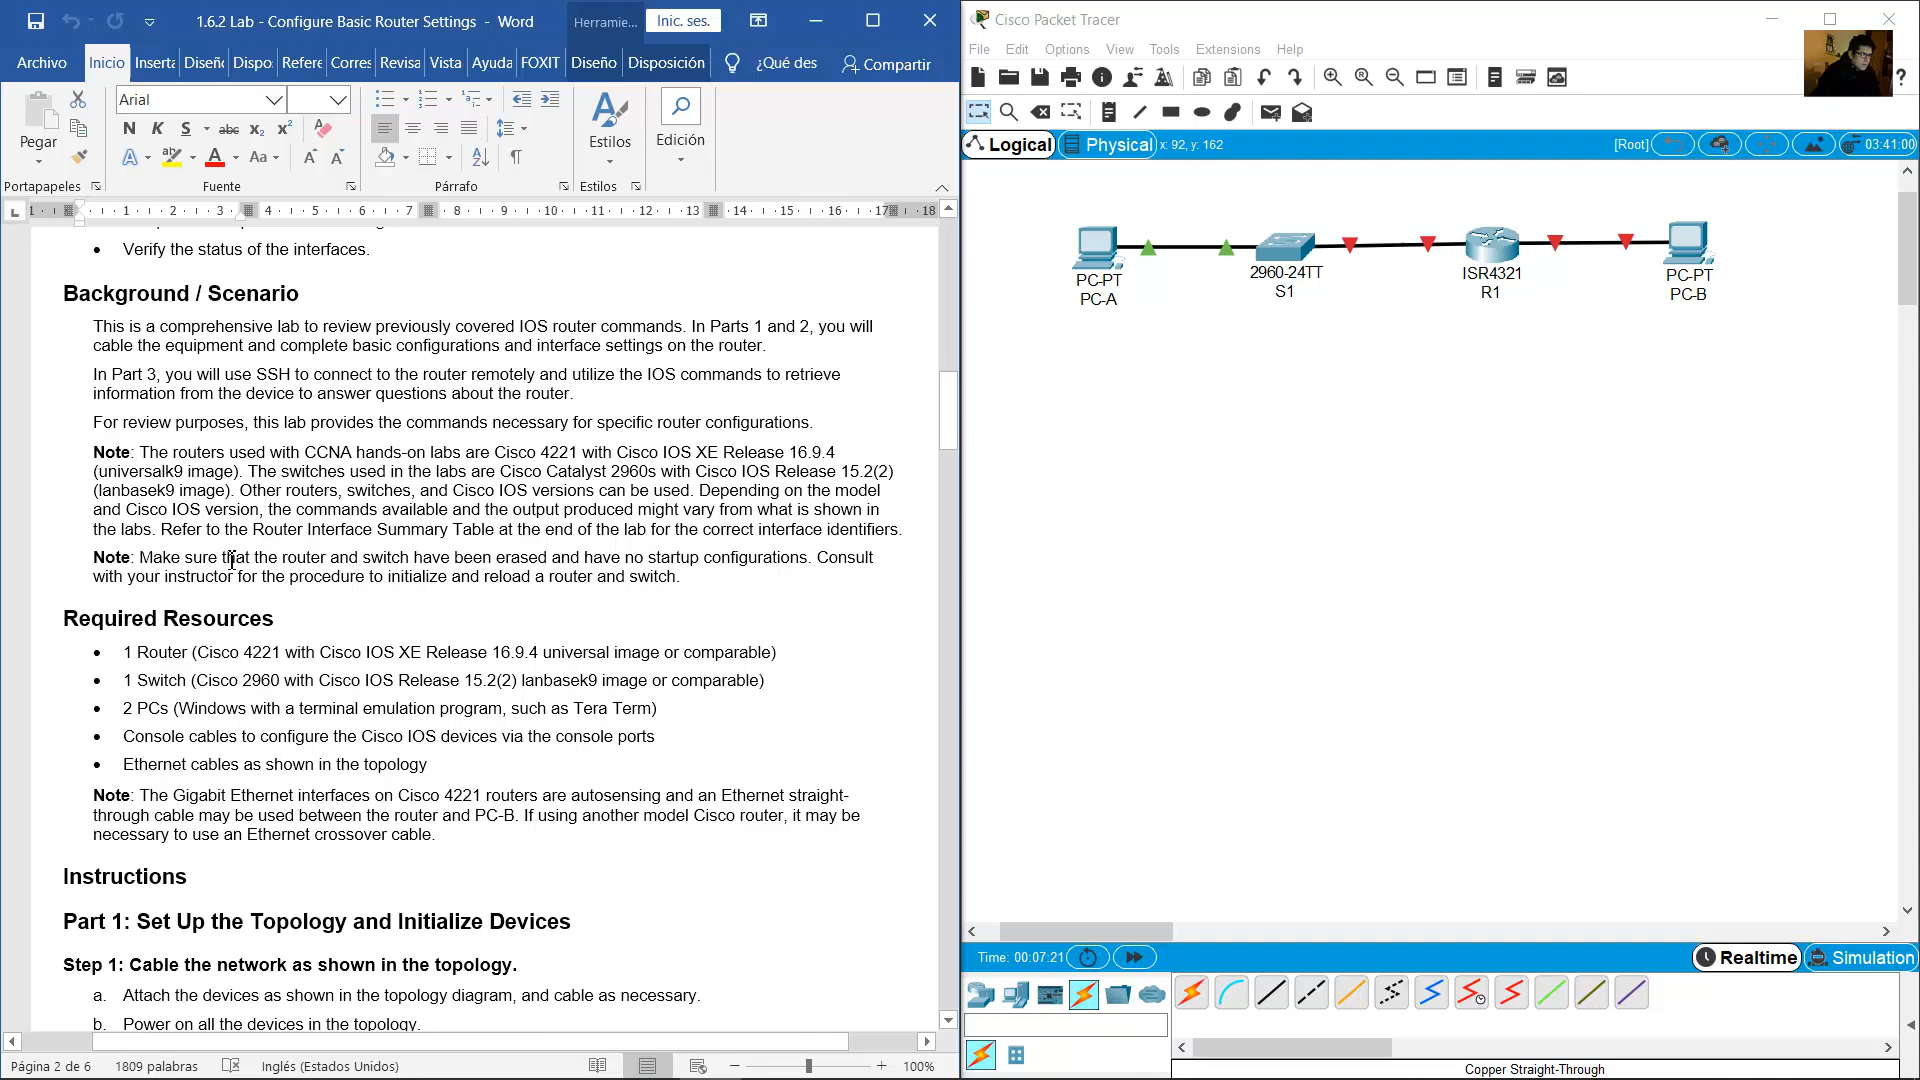 1.6.2 Lab - Configure Basic Router Settings - Word
Herramie...
Inic. ses.
Archivo Inicio Inserta Diseño Dispo Refere Corres Revisa Vista Ayuda FOXIT Diseño Disposición ¿Qué des Compartir
Arial
Pegar
Estilos
Edición
Portapapeles Fuente Párrafo Estilos
1 1 2 3 4 5 6 7 8 9 10 11 12 13 14 15 16 17 18
• Verify the status of the interfaces.
Background / Scenario
This is a comprehensive lab to review previously covered IOS router commands. In Parts 1 and 2, you will
cable the equipment and complete basic configurations and interface settings on the router.
In Part 3, you will use SSH to connect to the router remotely and utilize the IOS commands to retrieve
information from the device to answer questions about the router.
For review purposes, this lab provides the commands necessary for specific router configurations.
Note: The routers used with CCNA hands-on labs are Cisco 4221 with Cisco IOS XE Release 16.9.4
(universalk9 image). The switches used in the labs are Cisco Catalyst 2960s with Cisco IOS Release 15.2(2)
(lanbasek9 image). Other routers, switches, and Cisco IOS versions can be used. Depending on the model
and Cisco IOS version, the commands available and the output produced might vary from what is shown in
the labs. Refer to the Router Interface Summary Table at the end of the lab for the correct interface identifiers.
Note: Make sure that the router and switch have been erased and have no startup configurations. Consult
with your instructor for the procedure to initialize and reload a router and switch.
Required Resources
• 1 Router (Cisco 4221 with Cisco IOS XE Release 16.9.4 universal image or comparable)
• 1 Switch (Cisco 2960 with Cisco IOS Release 15.2(2) lanbasek9 image or comparable)
• 2 PCs (Windows with a terminal emulation program, such as Tera Term)
• Console cables to configure the Cisco IOS devices via the console ports
• Ethernet cables as shown in the topology
Note: The Gigabit Ethernet interfaces on Cisco 4221 routers are autosensing and an Ethernet straight-
through cable may be used between the router and PC-B. If using another model Cisco router, it may be
necessary to use an Ethernet crossover cable.
Instructions
Part 1: Set Up the Topology and Initialize Devices
Step 1: Cable the network as shown in the topology.
a. Attach the devices as shown in the topology diagram, and cable as necessary.
b. Power on all the devices in the topology.
Página 2 de 6 1809 palabras Inglés (Estados Unidos) 100%
Cisco Packet Tracer
File Edit Options View Tools Extensions Help
Logical Physical x: 92, y: 162 [Root] 03:41:00
PC-PT
PC-A
2960-24TT
S1
ISR4321
R1
PC-PT
PC-B
Time: 00:07:21 Realtime Simulation
Copper Straight-Through